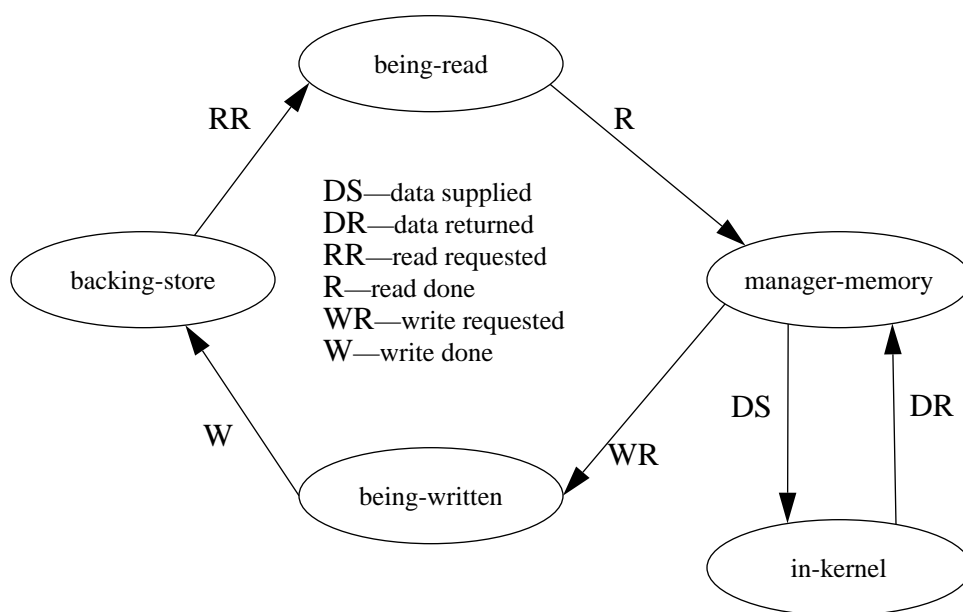 being-read
RR
R
DS—data supplied
DR—data returned
RR—read requested
R—read done
WR—write requested
W—write done
backing-store
manager-memory
DS
DR
W
WR
being-written
in-kernel